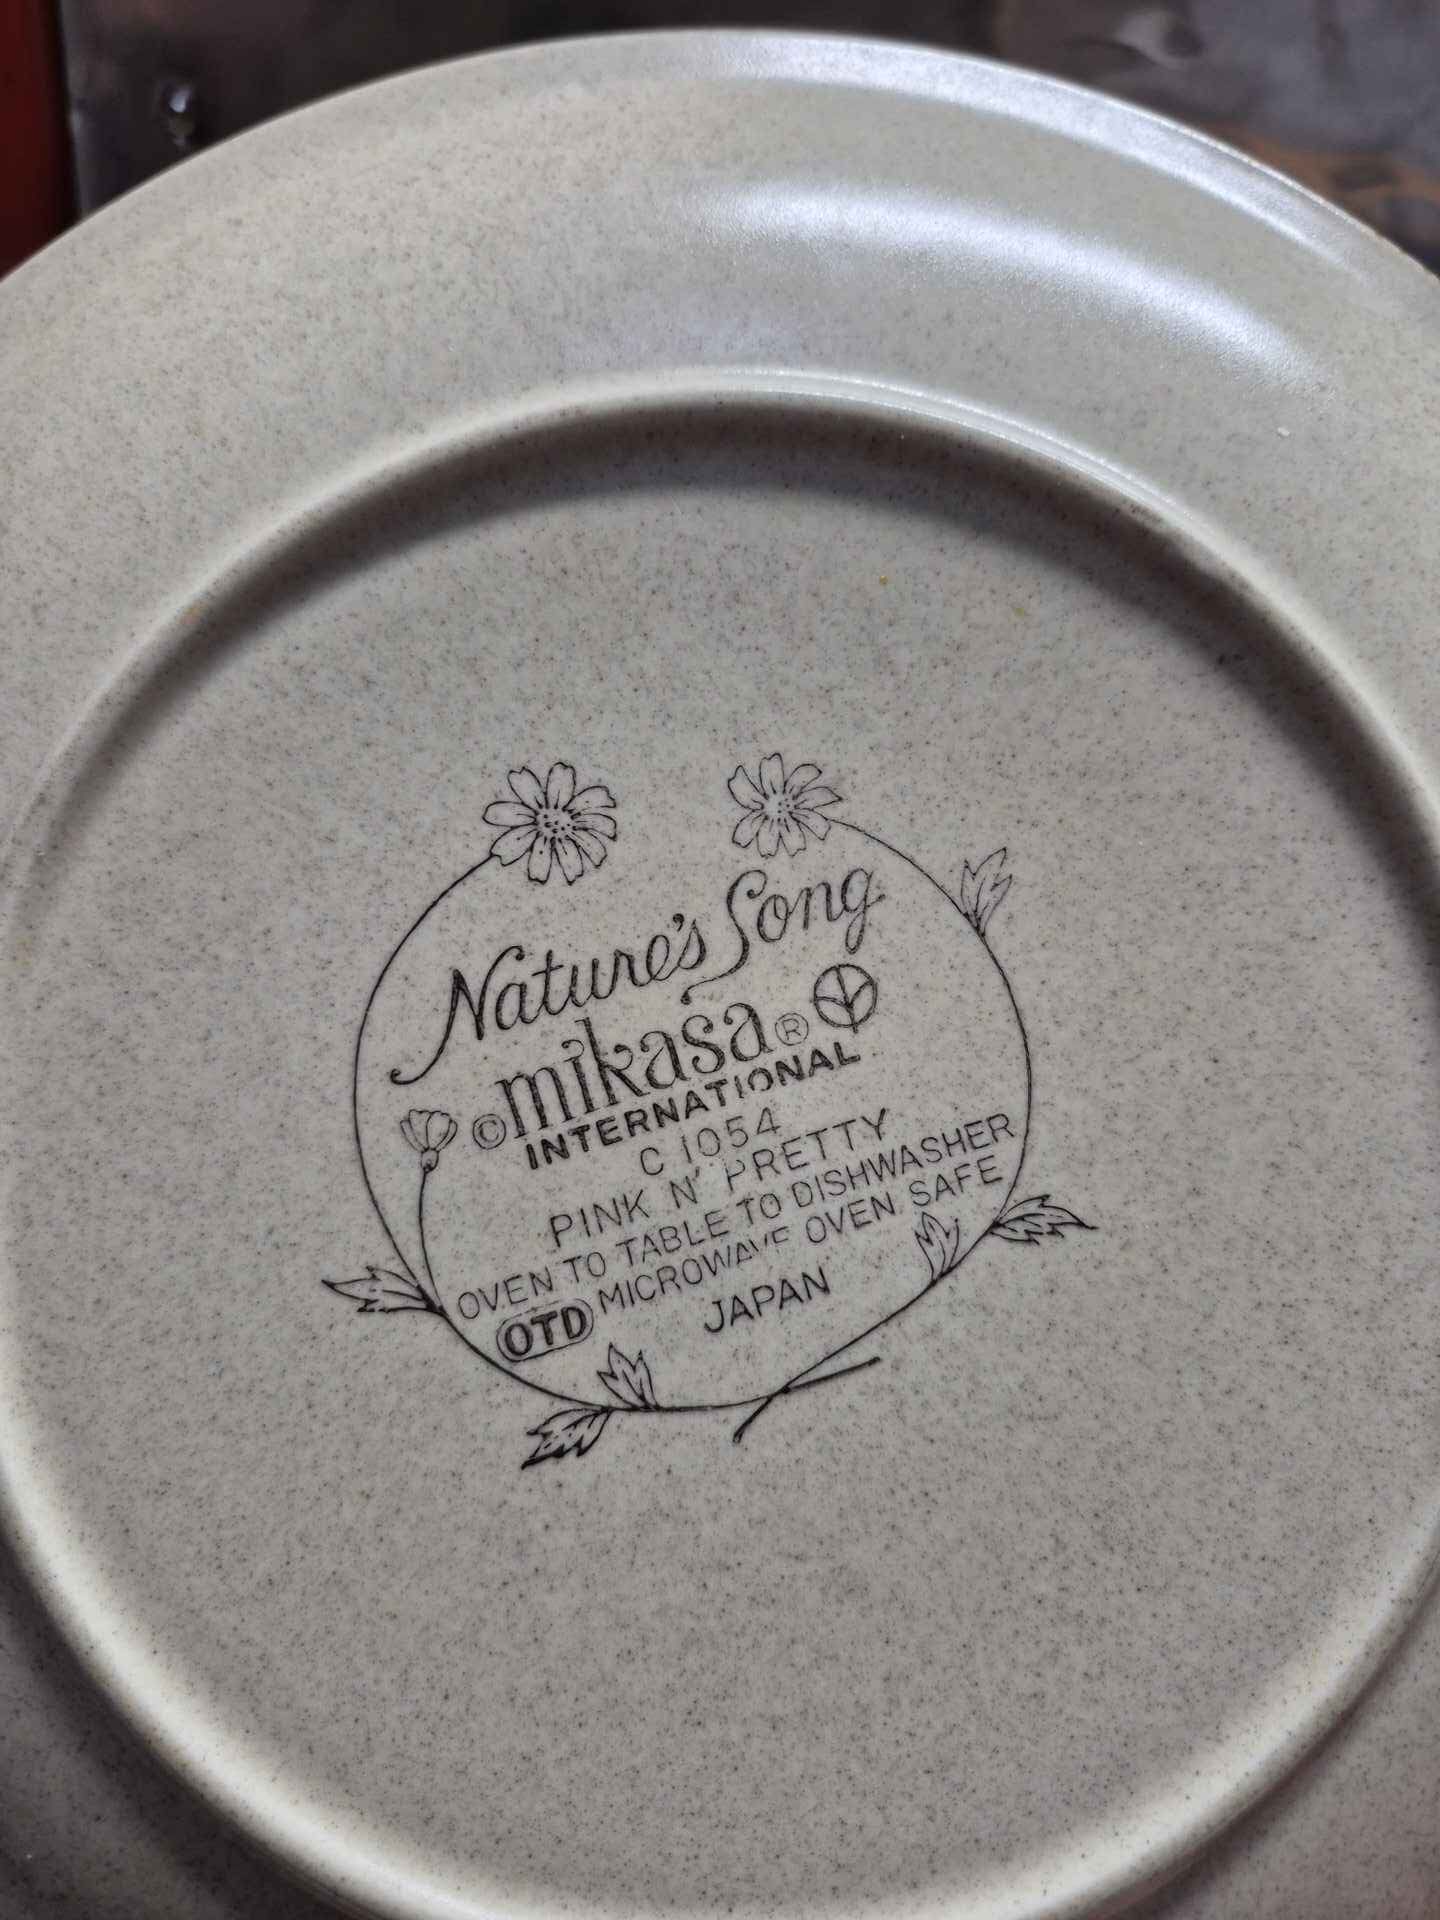 Nature's Song
© mikasa ®
INTERNATIONAL
C 1054
PINK N' PRETTY
OVEN TO TABLE TO DISHWASHER
OTD MICROWAVE OVEN SAFE
JAPAN